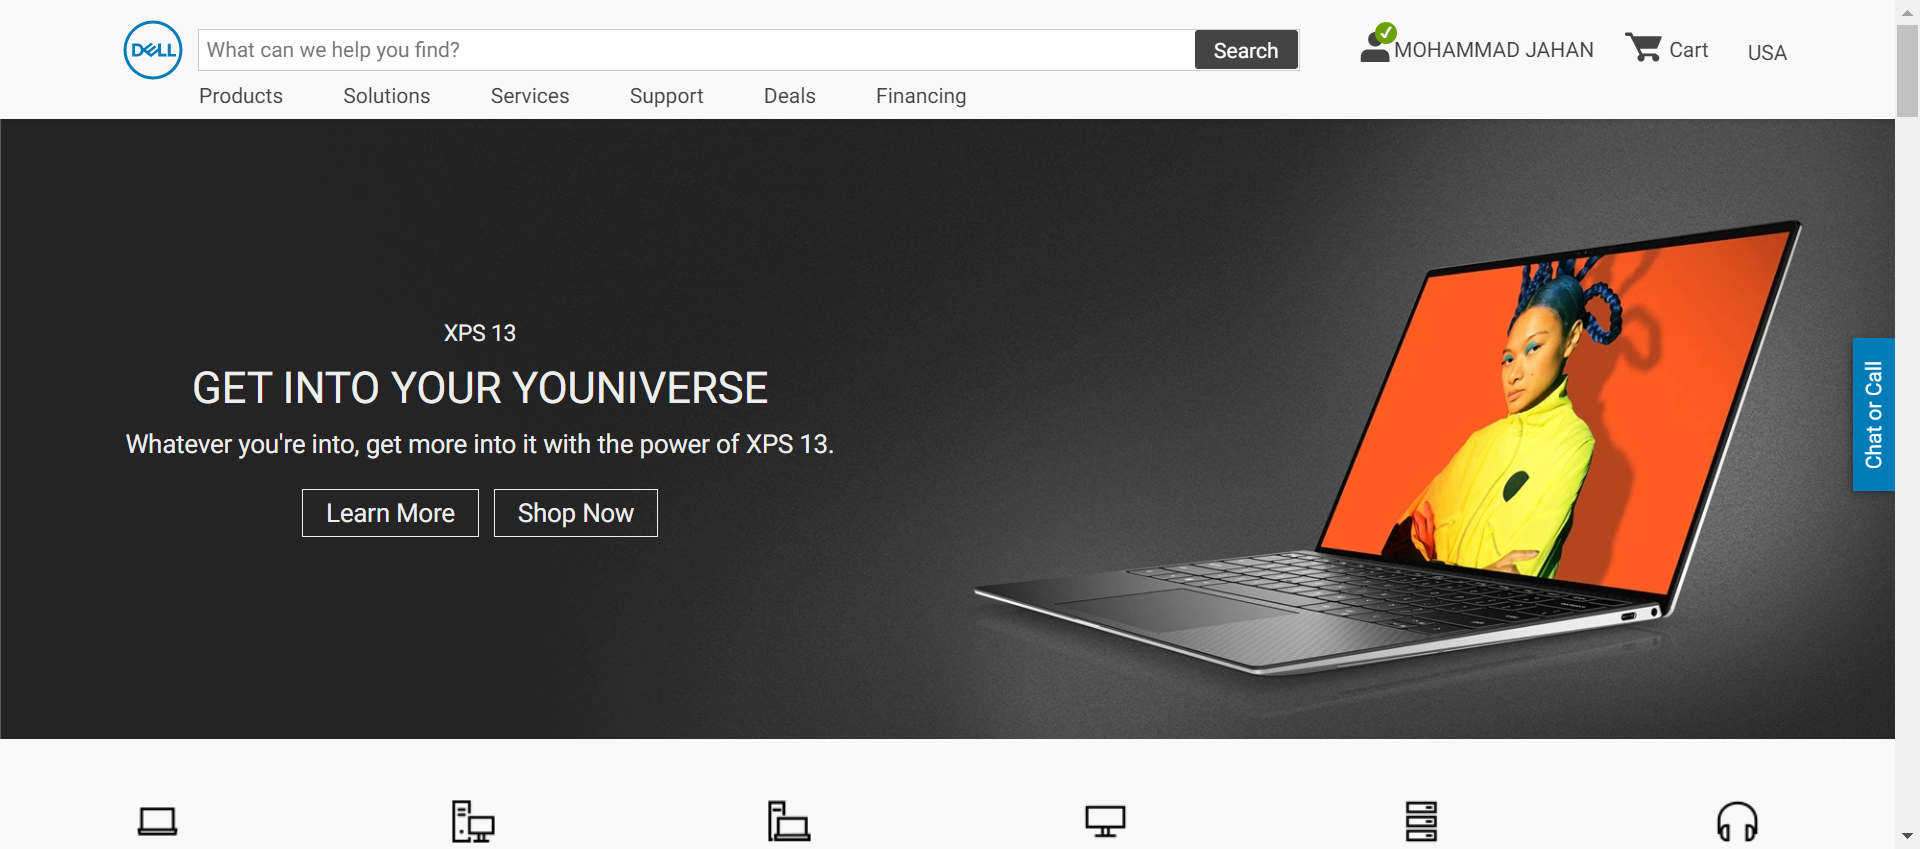 DELL
What can we help you find?
Search
MOHAMMAD JAHAN
Cart
USA
Products
Solutions
Services
Support
Deals
Financing
XPS 13
GET INTO YOUR YOUNIVERSE
Whatever you're into, get more into it with the power of XPS 13.
Learn More
Shop Now
Chat or Call